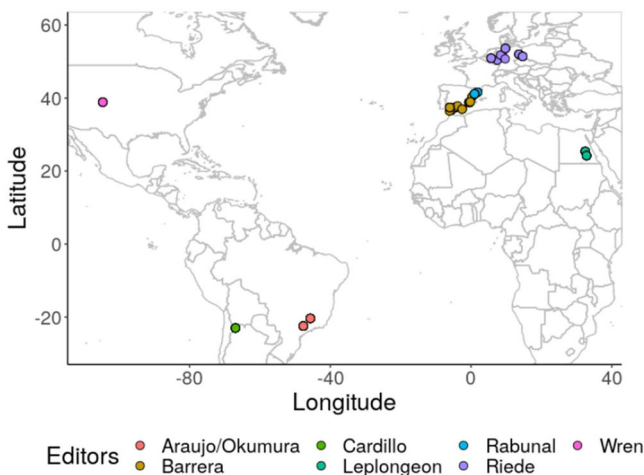 60
40
20
0
-20
Latitude
-80
-40
0
40
Longitude
Editors
Araujo/Okumura
Cardillo
Rabunal
Wren
Barrera
Leplongeon
Riede